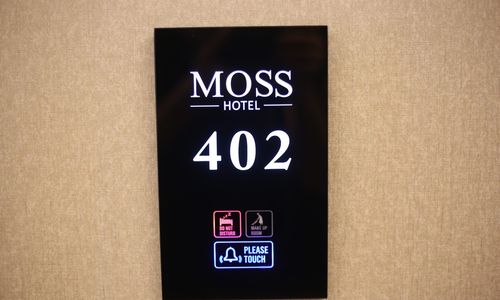 MOSS
HOTEL
402
DO NOT
DISTURB
MAKE UP
ROOM
PLEASE
TOUCH